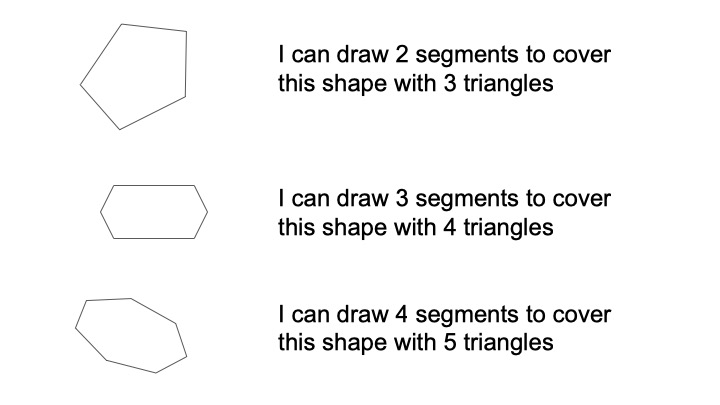 I can draw 2 segments to cover
this shape with 3 triangles
I can draw 3 segments to cover
this shape with 4 triangles
I can draw 4 segments to cover
this shape with 5 triangles